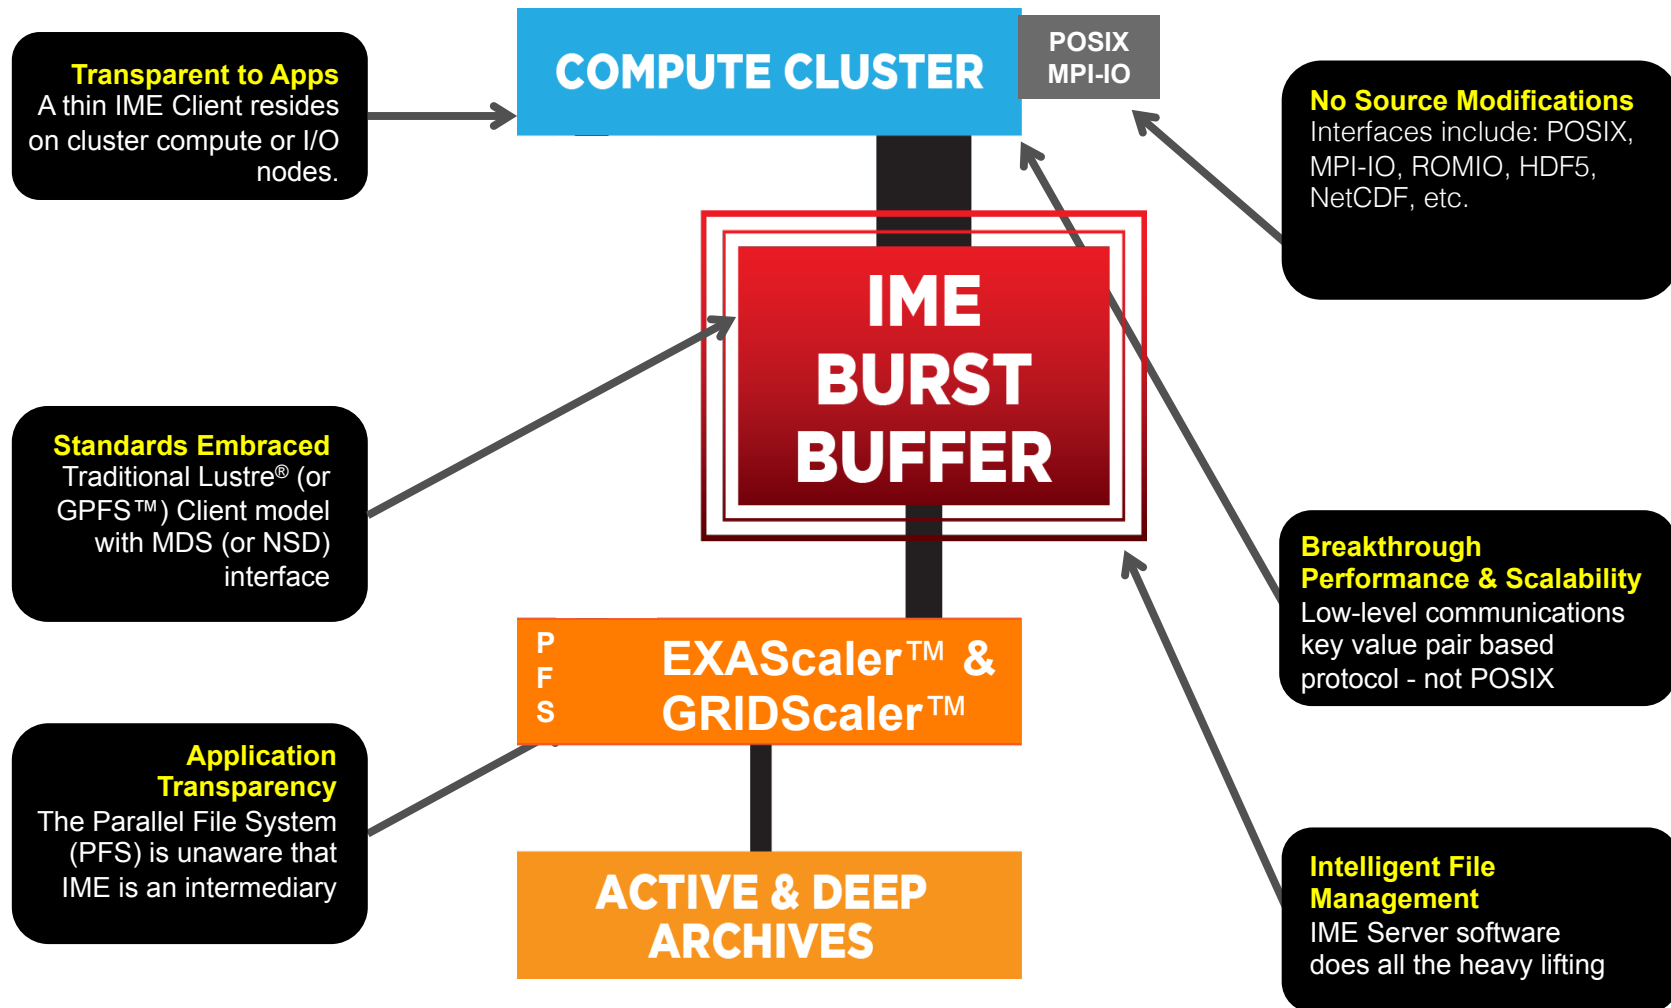 Transparent to Apps
A thin IME Client resides
on cluster compute or I/O
nodes.
COMPUTE CLUSTER
POSIX
MPI-IO
No Source Modifications
Interfaces include: POSIX,
MPI-IO, ROMIO, HDF5,
NetCDF, etc.
IME
BURST
BUFFER
Standards Embraced
Traditional Lustre® (or
GPFS™) Client model
with MDS (or NSD)
interface
Breakthrough
Performance & Scalability
Low-level communications
key value pair based
protocol - not POSIX
P
F
S
EXAScaler™ &
GRIDScaler™
Application
Transparency
The Parallel File System
(PFS) is unaware that
IME is an intermediary
ACTIVE & DEEP
ARCHIVES
Intelligent File
Management
IME Server software
does all the heavy lifting